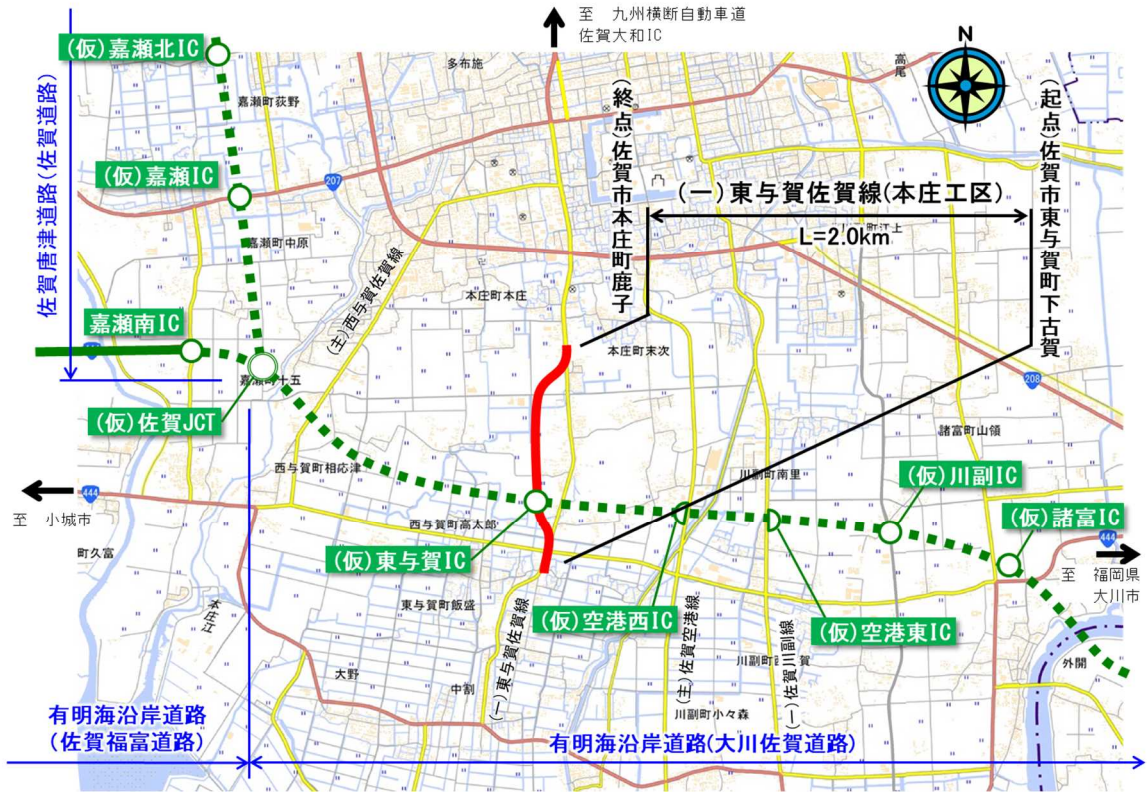 至 九州横断自動車道
佐賀大和IC
(仮)嘉瀬北IC
多布施
高尾
N
嘉瀬町荻野
佐賀唐津道路(佐賀道路)
(仮)嘉瀬IC
207
(終点)佐賀市本庄町鹿子
(一)東与賀佐賀線(本庄工区)
L=2.0km
(起点)佐賀市東与賀町下古賀
嘉瀬町中原
江上
(主)西与賀佐賀線
本庄町本庄
嘉瀬南IC
444
嘉瀬町十五
本庄町末次
208
(仮)佐賀JCT
諸富町山領
西与賀町相応津
川副町南里
(仮)川副IC
444
至 小城市
西与賀町高太郎
(仮)諸富IC
444
町久富
(仮)東与賀IC
至 福岡県
大川市
本庄江
東与賀町飯盛
(仮)空港西IC
(仮)空港東IC
(一)東与賀佐賀線
(主)佐賀空港線
(一)佐賀川副線
大野
中割
川副町
賀
外開
川副町小々森
有明海沿岸道路
(佐賀福富道路)
有明海沿岸道路(大川佐賀道路)